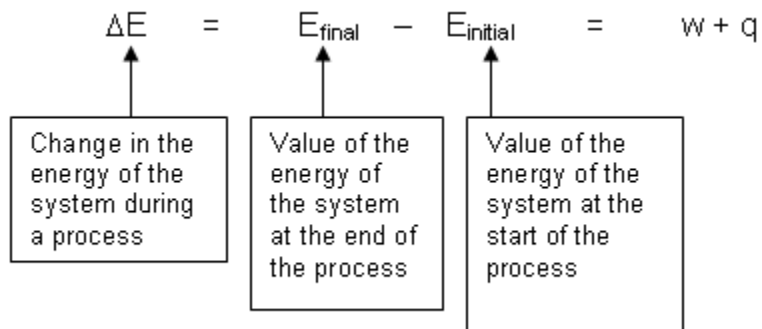 ΔE = E_final – E_initial = w + q
Change in the
energy of the
system during
a process
Value of the
energy of
the system
at the end of
the process
Value of the
energy of the
system at the
start of the
process